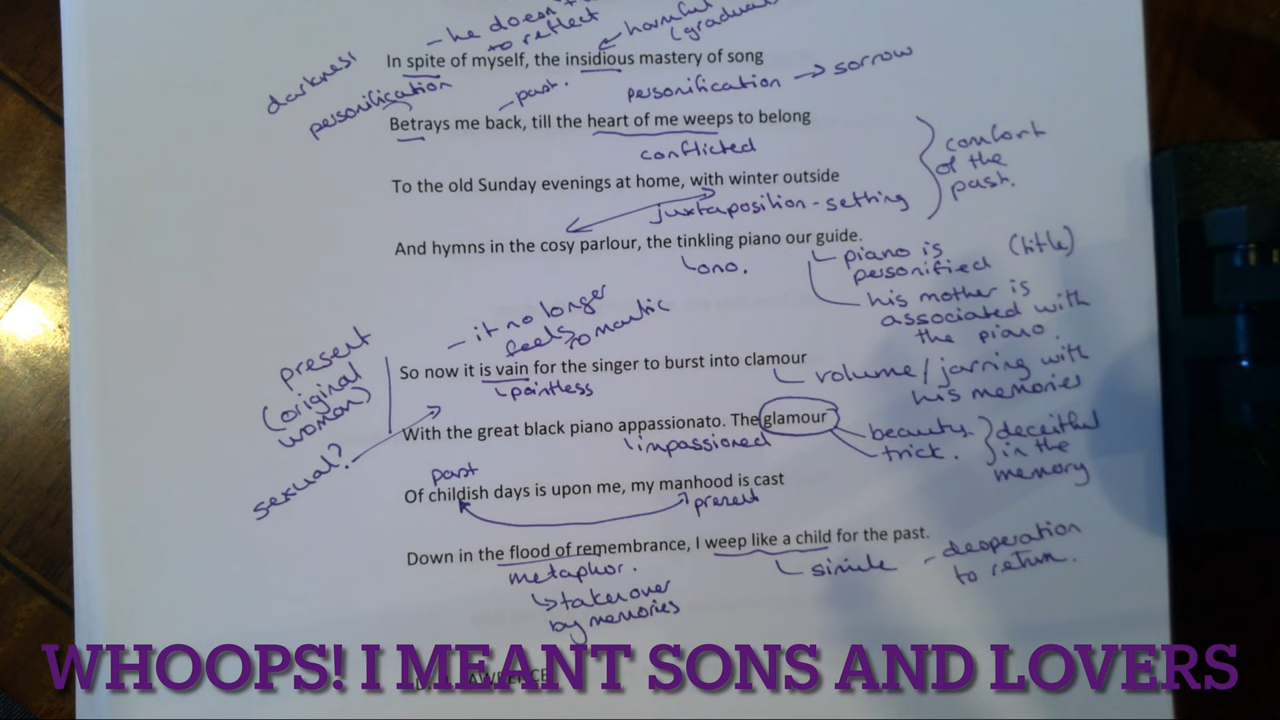 - he doesn't
to reflect
harmful
(gradual
darkness
In spite of myself, the insidious mastery of song
personification
- past.
personification → sorrow
Betrays me back, till the heart of me weeps to belong
conflicted
comfort
of the
past.
To the old Sunday evenings at home, with winter outside
juxtaposition - setting
And hymns in the cosy parlour, the tinkling piano our guide.
ono.
piano is (title)
personified
his mother is
associated with
the piano.
- it no longer
feels romantic
present
(original
woman)
So now it is vain for the singer to burst into clamour
pointless
volume / jarring with
his memories
With the great black piano appassionato. The glamour
impassioned
beauty.
trick.
deceitful
in the
memory
sexual?
past
Of childish days is upon me, my manhood is cast
present
Down in the flood of remembrance, I weep like a child for the past.
metaphor.
↳ takeover
by memories
simile - desperation
to return.
WHOOPS! I MEANT SONS AND LOVERS